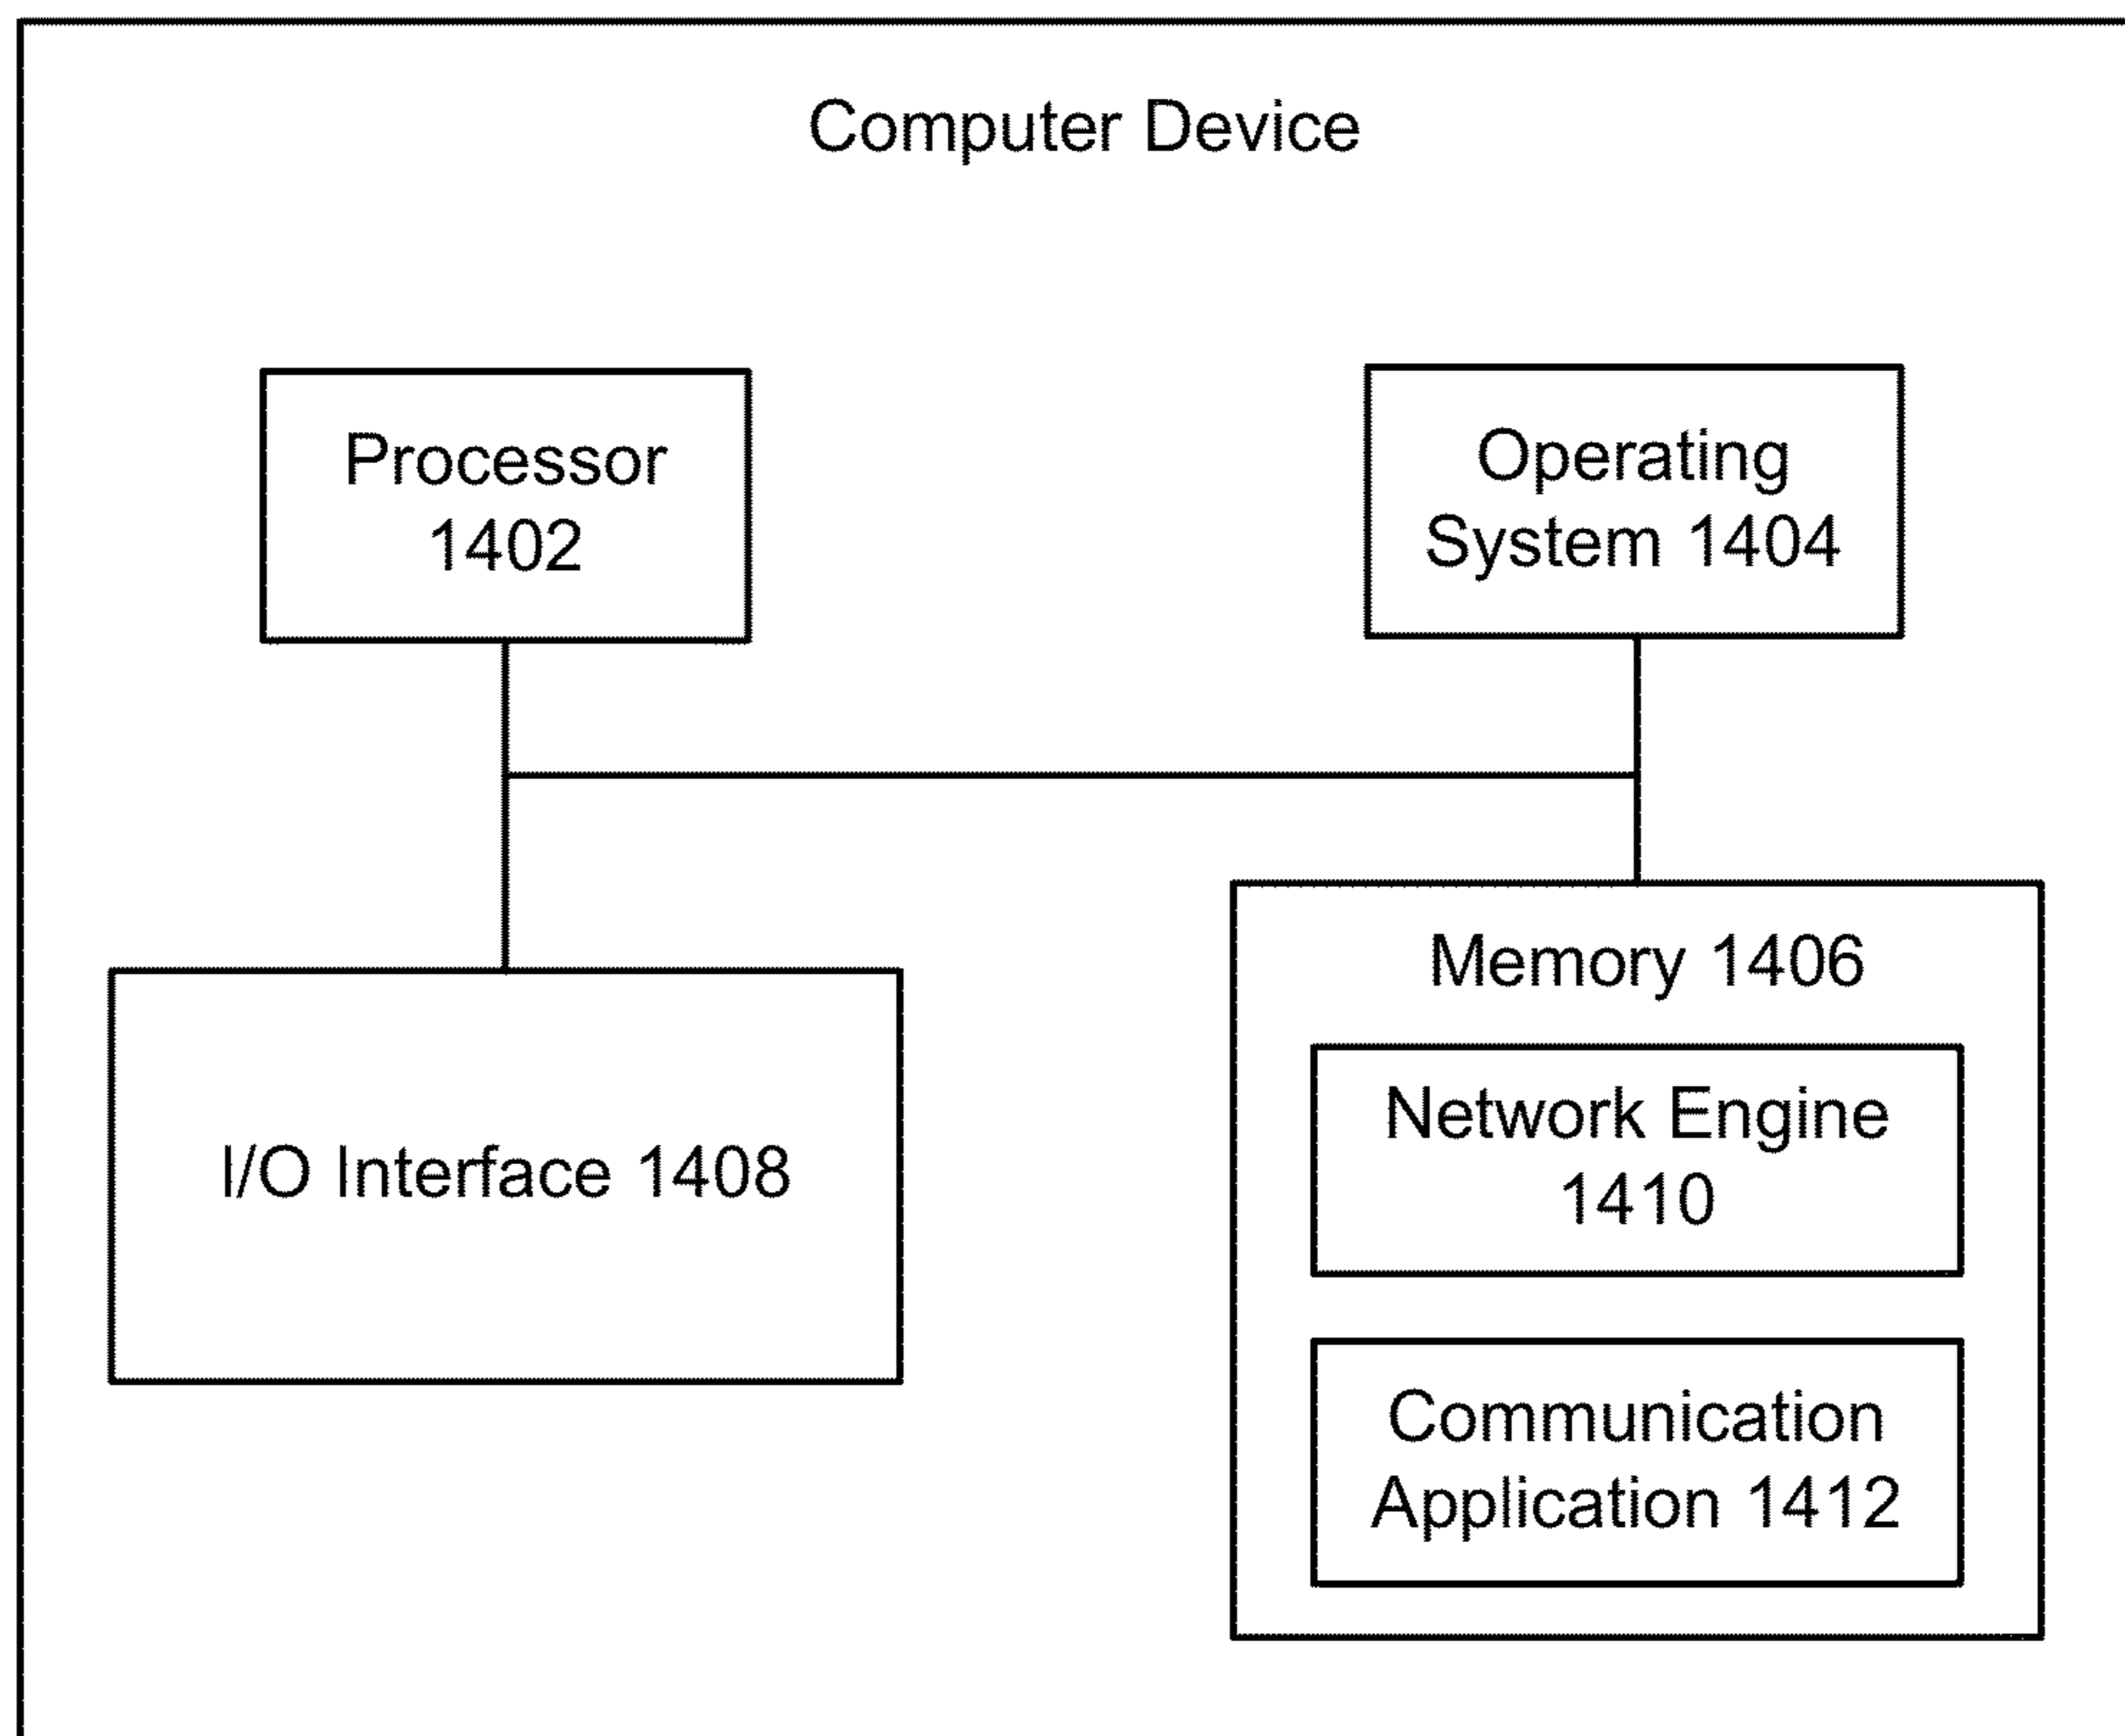 Computer Device
Processor
1402
Operating
System 1404
I/O Interface 1408
Memory 1406
Network Engine
1410
Communication
Application 1412